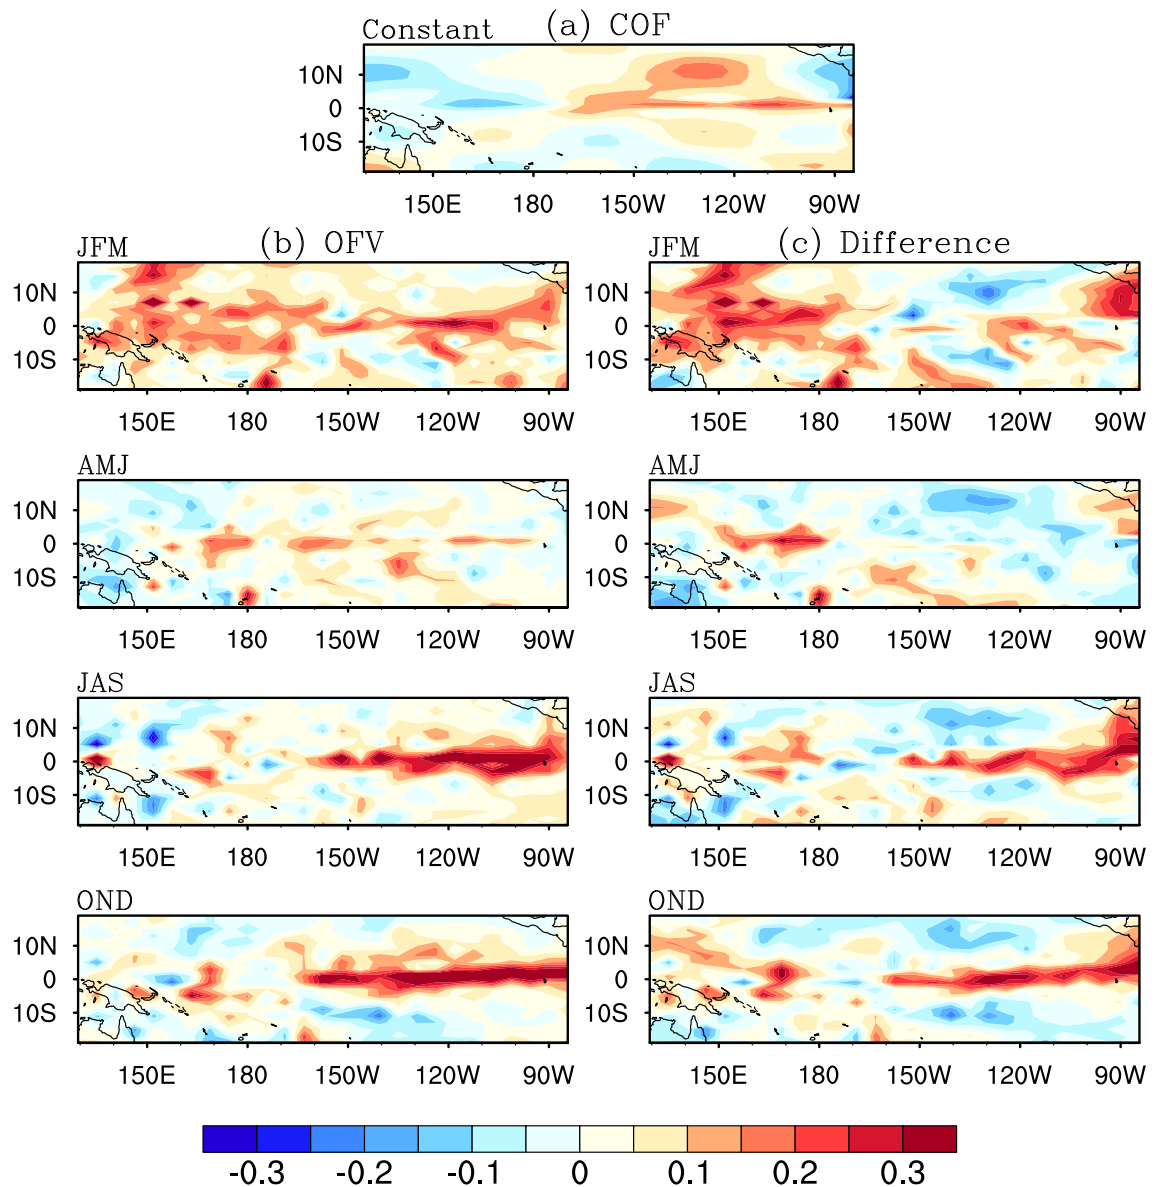 Constant (a) COF
10N
0
10S
150E 180 150W 120W 90W
JFM (b) OFV JFM (c) Difference
10N 10N
0 0
10S 10S
150E 180 150W 120W 90W 150E 180 150W 120W 90W
AMJ AMJ
10N 10N
0 0
10S 10S
150E 180 150W 120W 90W 150E 180 150W 120W 90W
JAS JAS
10N 10N
0 0
10S 10S
150E 180 150W 120W 90W 150E 180 150W 120W 90W
OND OND
10N 10N
0 0
10S 10S
150E 180 150W 120W 90W 150E 180 150W 120W 90W
-0.3 -0.2 -0.1 0 0.1 0.2 0.3